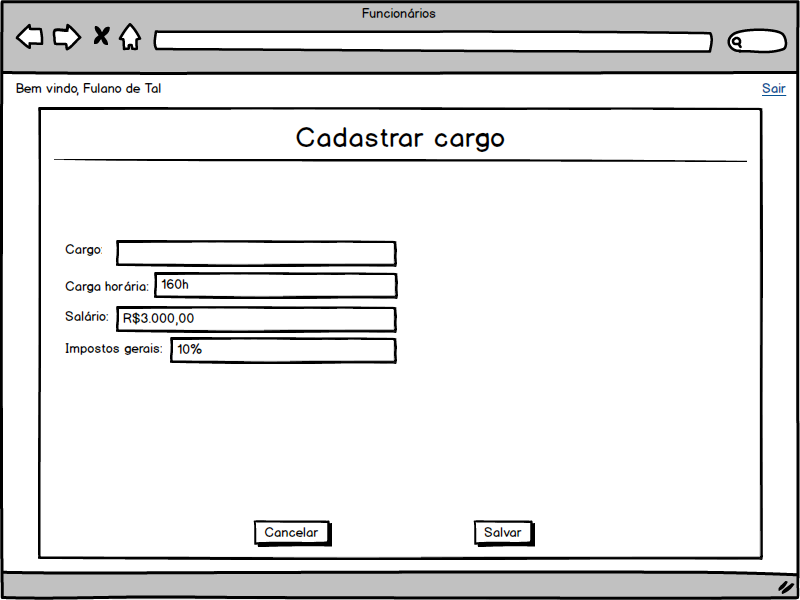 Funcionários
Bem vindo, Fulano de Tal
Sair
Cadastrar cargo
Cargo:
Carga horária: 160h
Salário: R$3.000,00
Impostos gerais: 10%
Cancelar
Salvar